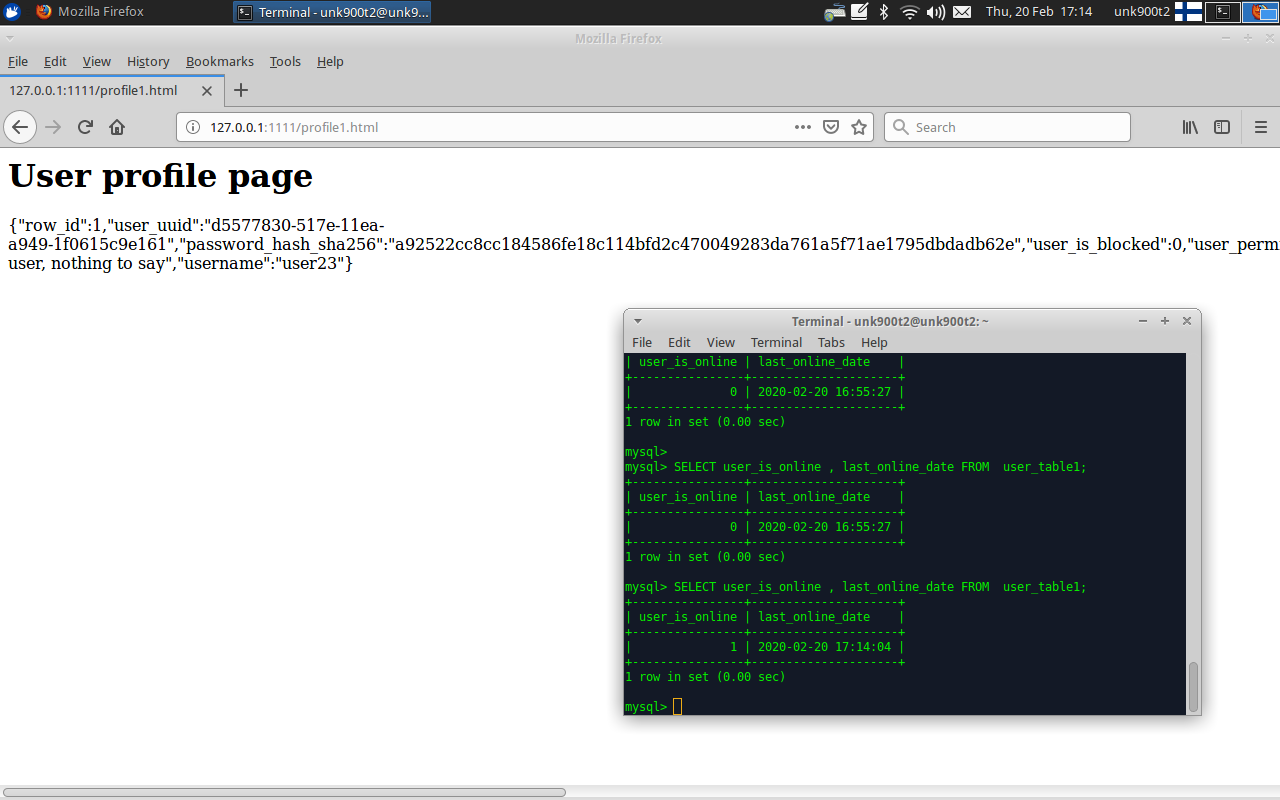 Mozilla Firefox
Terminal - unk900t2@unk9...
Thu, 20 Feb 17:14
unk900t2
Mozilla Firefox
File Edit View History Bookmarks Tools Help
127.0.0.1:1111/profile1.html
127.0.0.1:1111/profile1.html
Search
User profile page
{"row_id":1,"user_uuid":"d5577830-517e-11ea-
a949-1f0615c9e161","password_hash_sha256":"a92522cc8cc184586fe18c114bfd2c470049283da761a5f71ae1795dbdadb62e","user_is_blocked":0,"user_perm
user, nothing to say","username":"user23"}
Terminal - unk900t2@unk900t2: ~
File Edit View Terminal Tabs Help
| user_is_online | last_online_date    |
+----------------+---------------------+
|              0 | 2020-02-20 16:55:27 |
+----------------+---------------------+
1 row in set (0.00 sec)
mysql>
mysql> SELECT user_is_online , last_online_date FROM  user_table1;
+----------------+---------------------+
| user_is_online | last_online_date    |
+----------------+---------------------+
|              0 | 2020-02-20 16:55:27 |
+----------------+---------------------+
1 row in set (0.00 sec)
mysql> SELECT user_is_online , last_online_date FROM  user_table1;
+----------------+---------------------+
| user_is_online | last_online_date    |
+----------------+---------------------+
|              1 | 2020-02-20 17:14:04 |
+----------------+---------------------+
1 row in set (0.00 sec)
mysql>